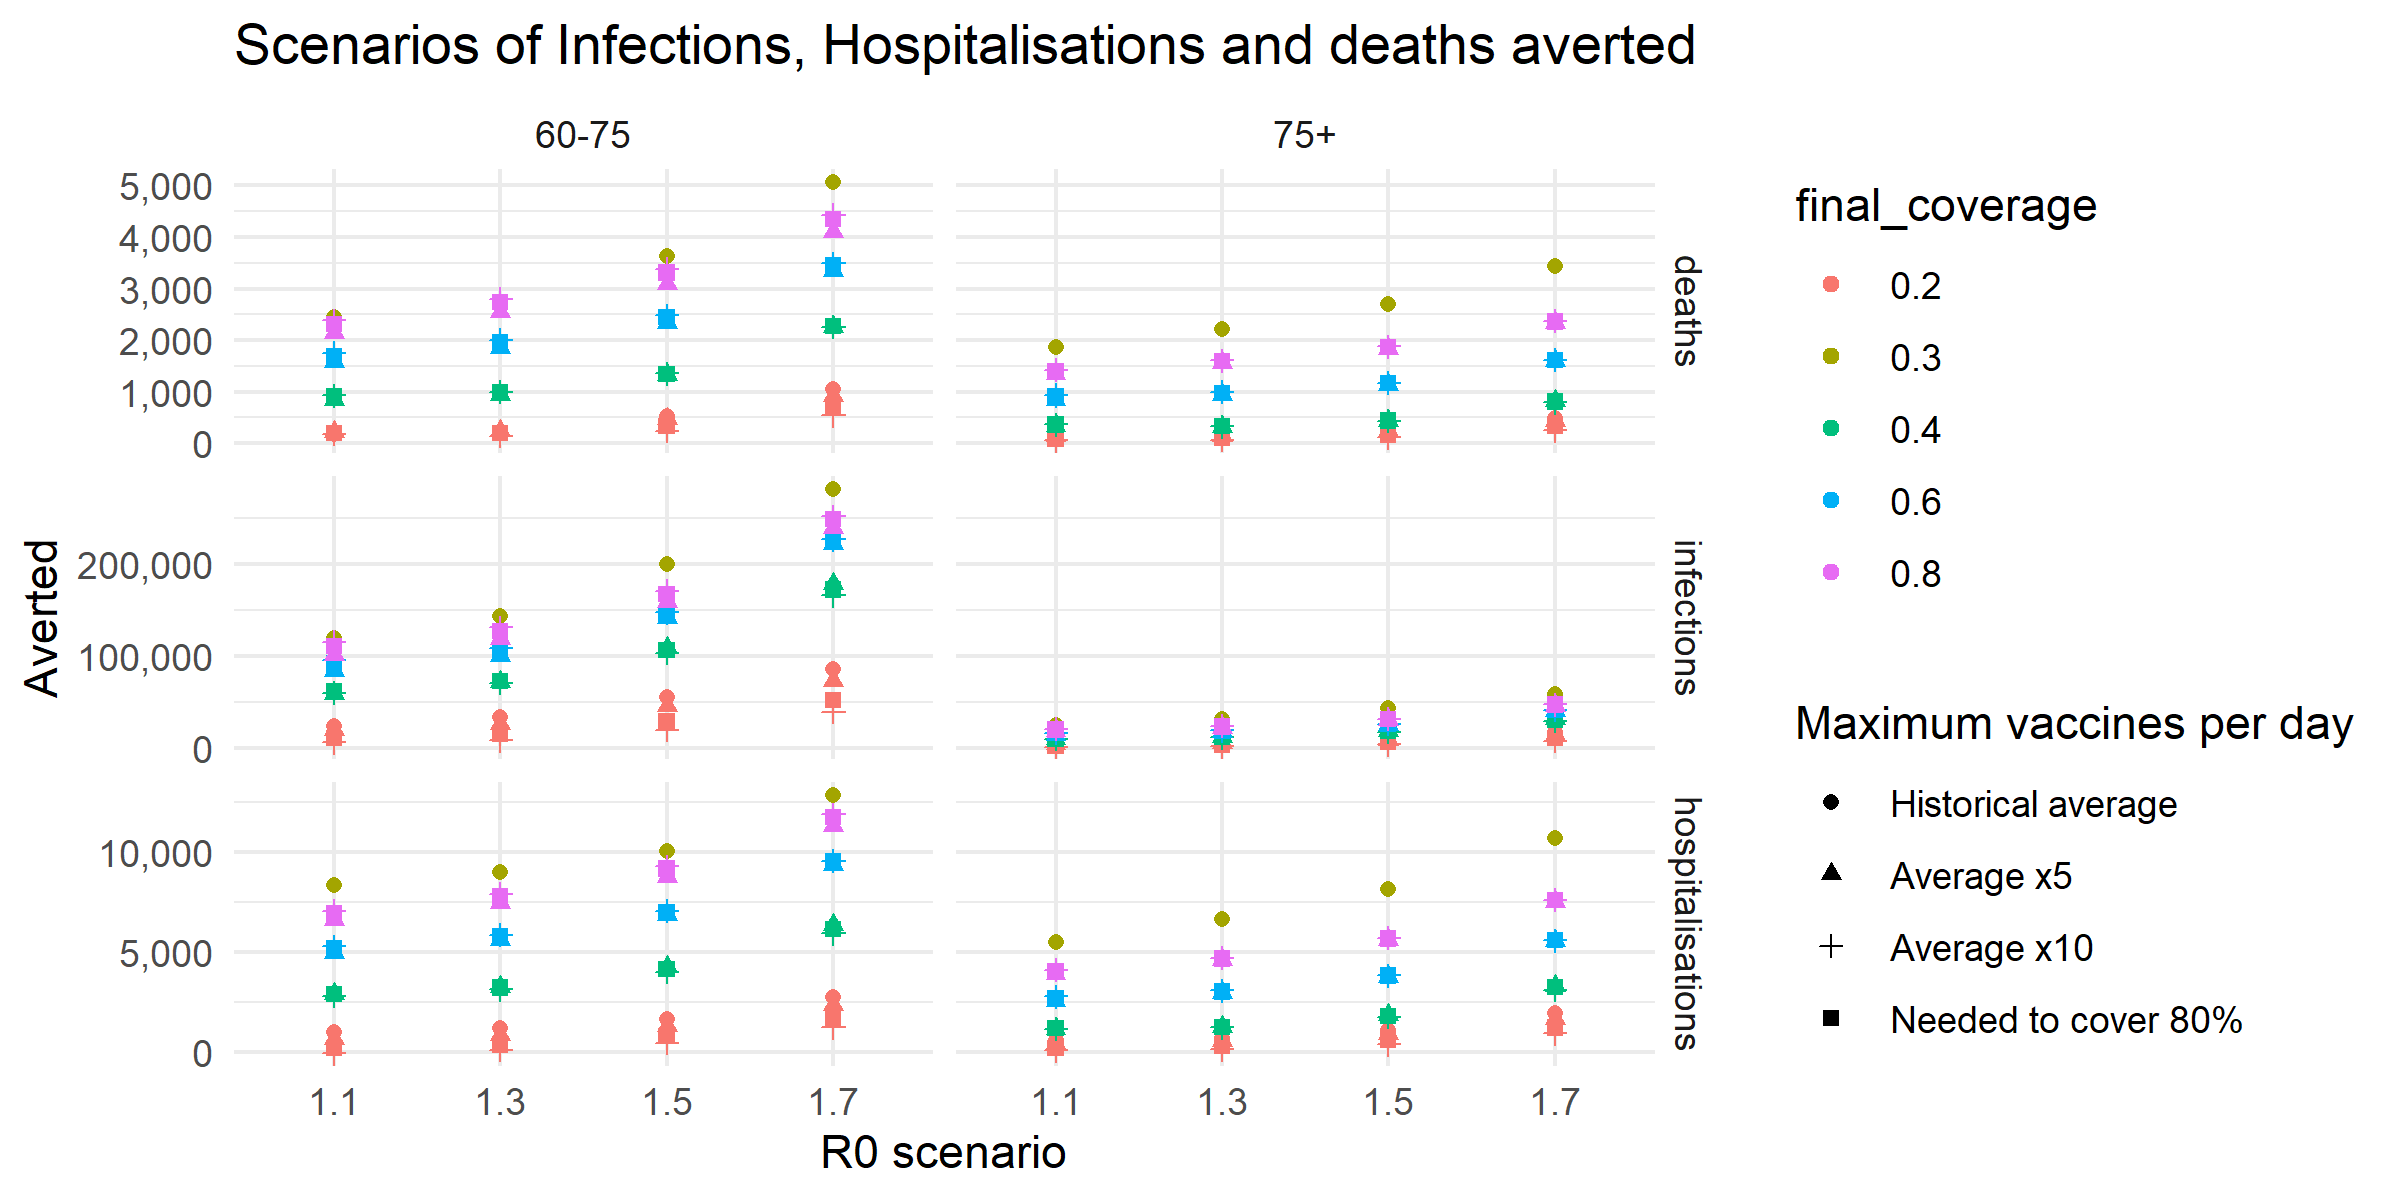 Scenarios of Infections, Hospitalisations and deaths averted
60-75
75+
5,000
4,000
3,000
2,000
1,000
0
deaths
200,000
100,000
0
infections
10,000
5,000
0
hospitalisations
Averted
1.1 1.3 1.5 1.7
1.1 1.3 1.5 1.7
R0 scenario
final_coverage
0.2
0.3
0.4
0.6
0.8
Maximum vaccines per day
Historical average
Average x5
Average x10
Needed to cover 80%